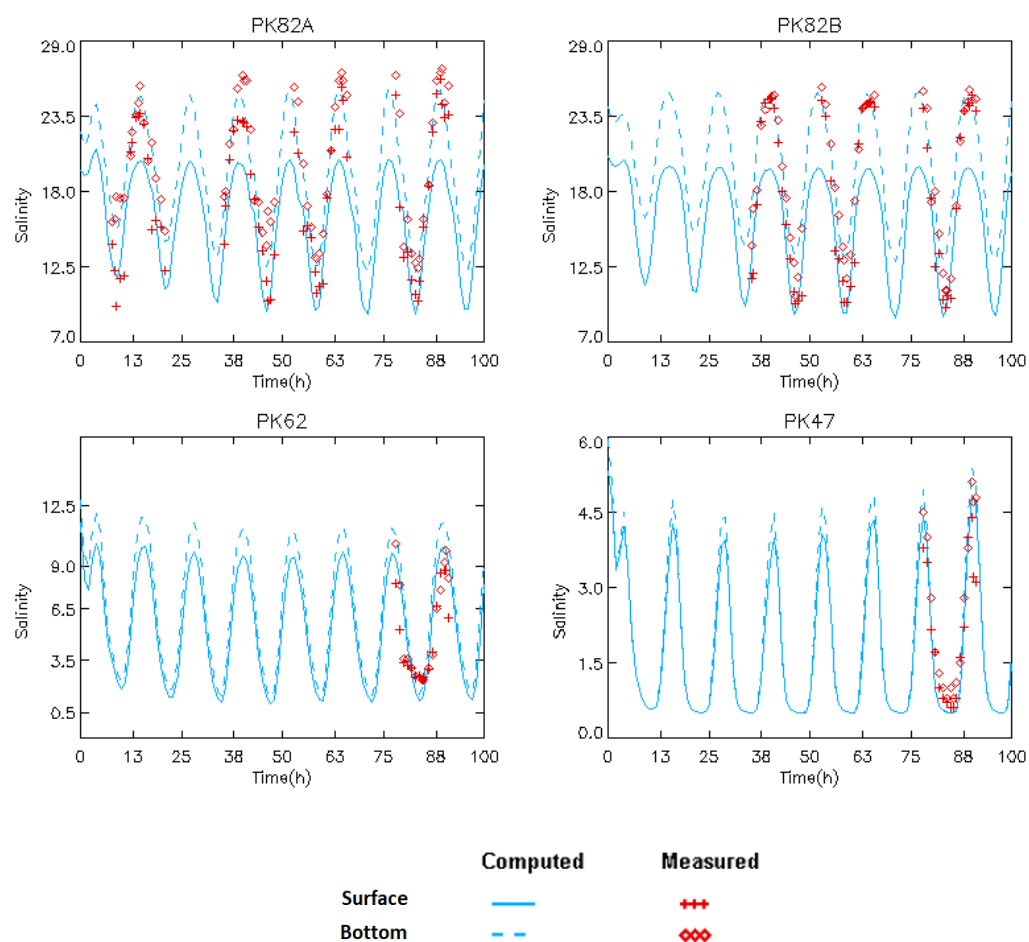 PK82A
29.0
23.5
18.0
12.5
7.0
Salinity
0 13 25 38 50 63 75 88 100
Time(h)
PK82B
29.0
23.5
18.0
12.5
7.0
Salinity
0 13 25 38 50 63 75 88 100
Time(h)
PK62
12.5
9.0
6.5
3.5
0.5
Salinity
0 13 25 38 50 63 75 88 100
Time(h)
PK47
6.0
4.5
3.0
1.5
0.0
Salinity
0 13 25 38 50 63 75 88 100
Time(h)
Computed Measured
Surface
Bottom